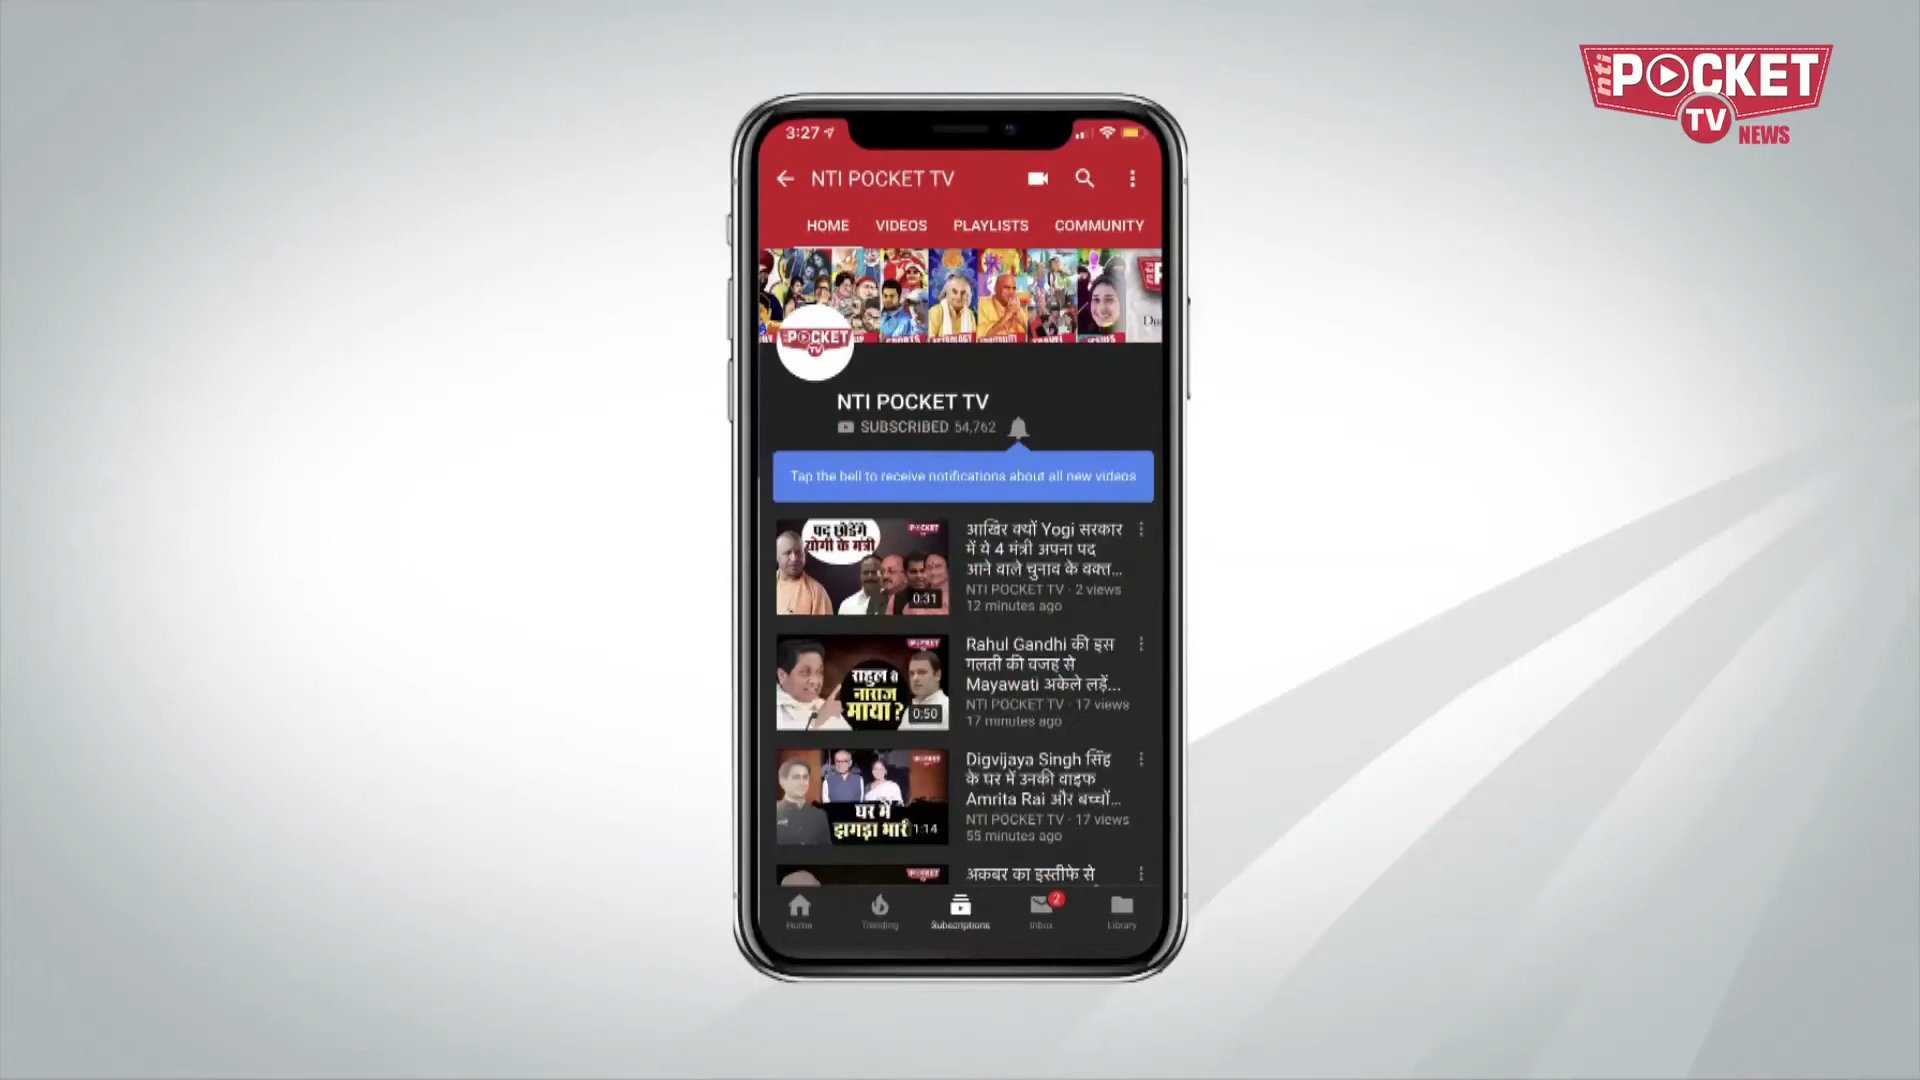 nti POCKET
TV NEWS
3:27
NTI POCKET TV
HOME VIDEOS PLAYLISTS COMMUNITY
POCKET
TV
NTI POCKET TV
SUBSCRIBED 54,762
Tap the bell to receive notifications about all new videos
पद छोड़ेंगे
योगी के मंत्री
POCKET
0:31
आखिर क्यों Yogi सरकार
में ये 4 मंत्री अपना पद
आने वाले चुनाव के वक्त...
NTI POCKET TV · 2 views
12 minutes ago
राहुल से
नाराज
माया?
0:50
Rahul Gandhi की इस
गलती की वजह से
Mayawati अकेले लड़ें...
NTI POCKET TV · 17 views
17 minutes ago
घर में
झगड़ा भारी
1:14
Digvijaya Singh सिंह
के घर में उनकी वाइफ
Amrita Rai और बच्चों...
NTI POCKET TV · 17 views
55 minutes ago
अकबर का इस्तीफे से
2
Home Trending Subscriptions Inbox Library